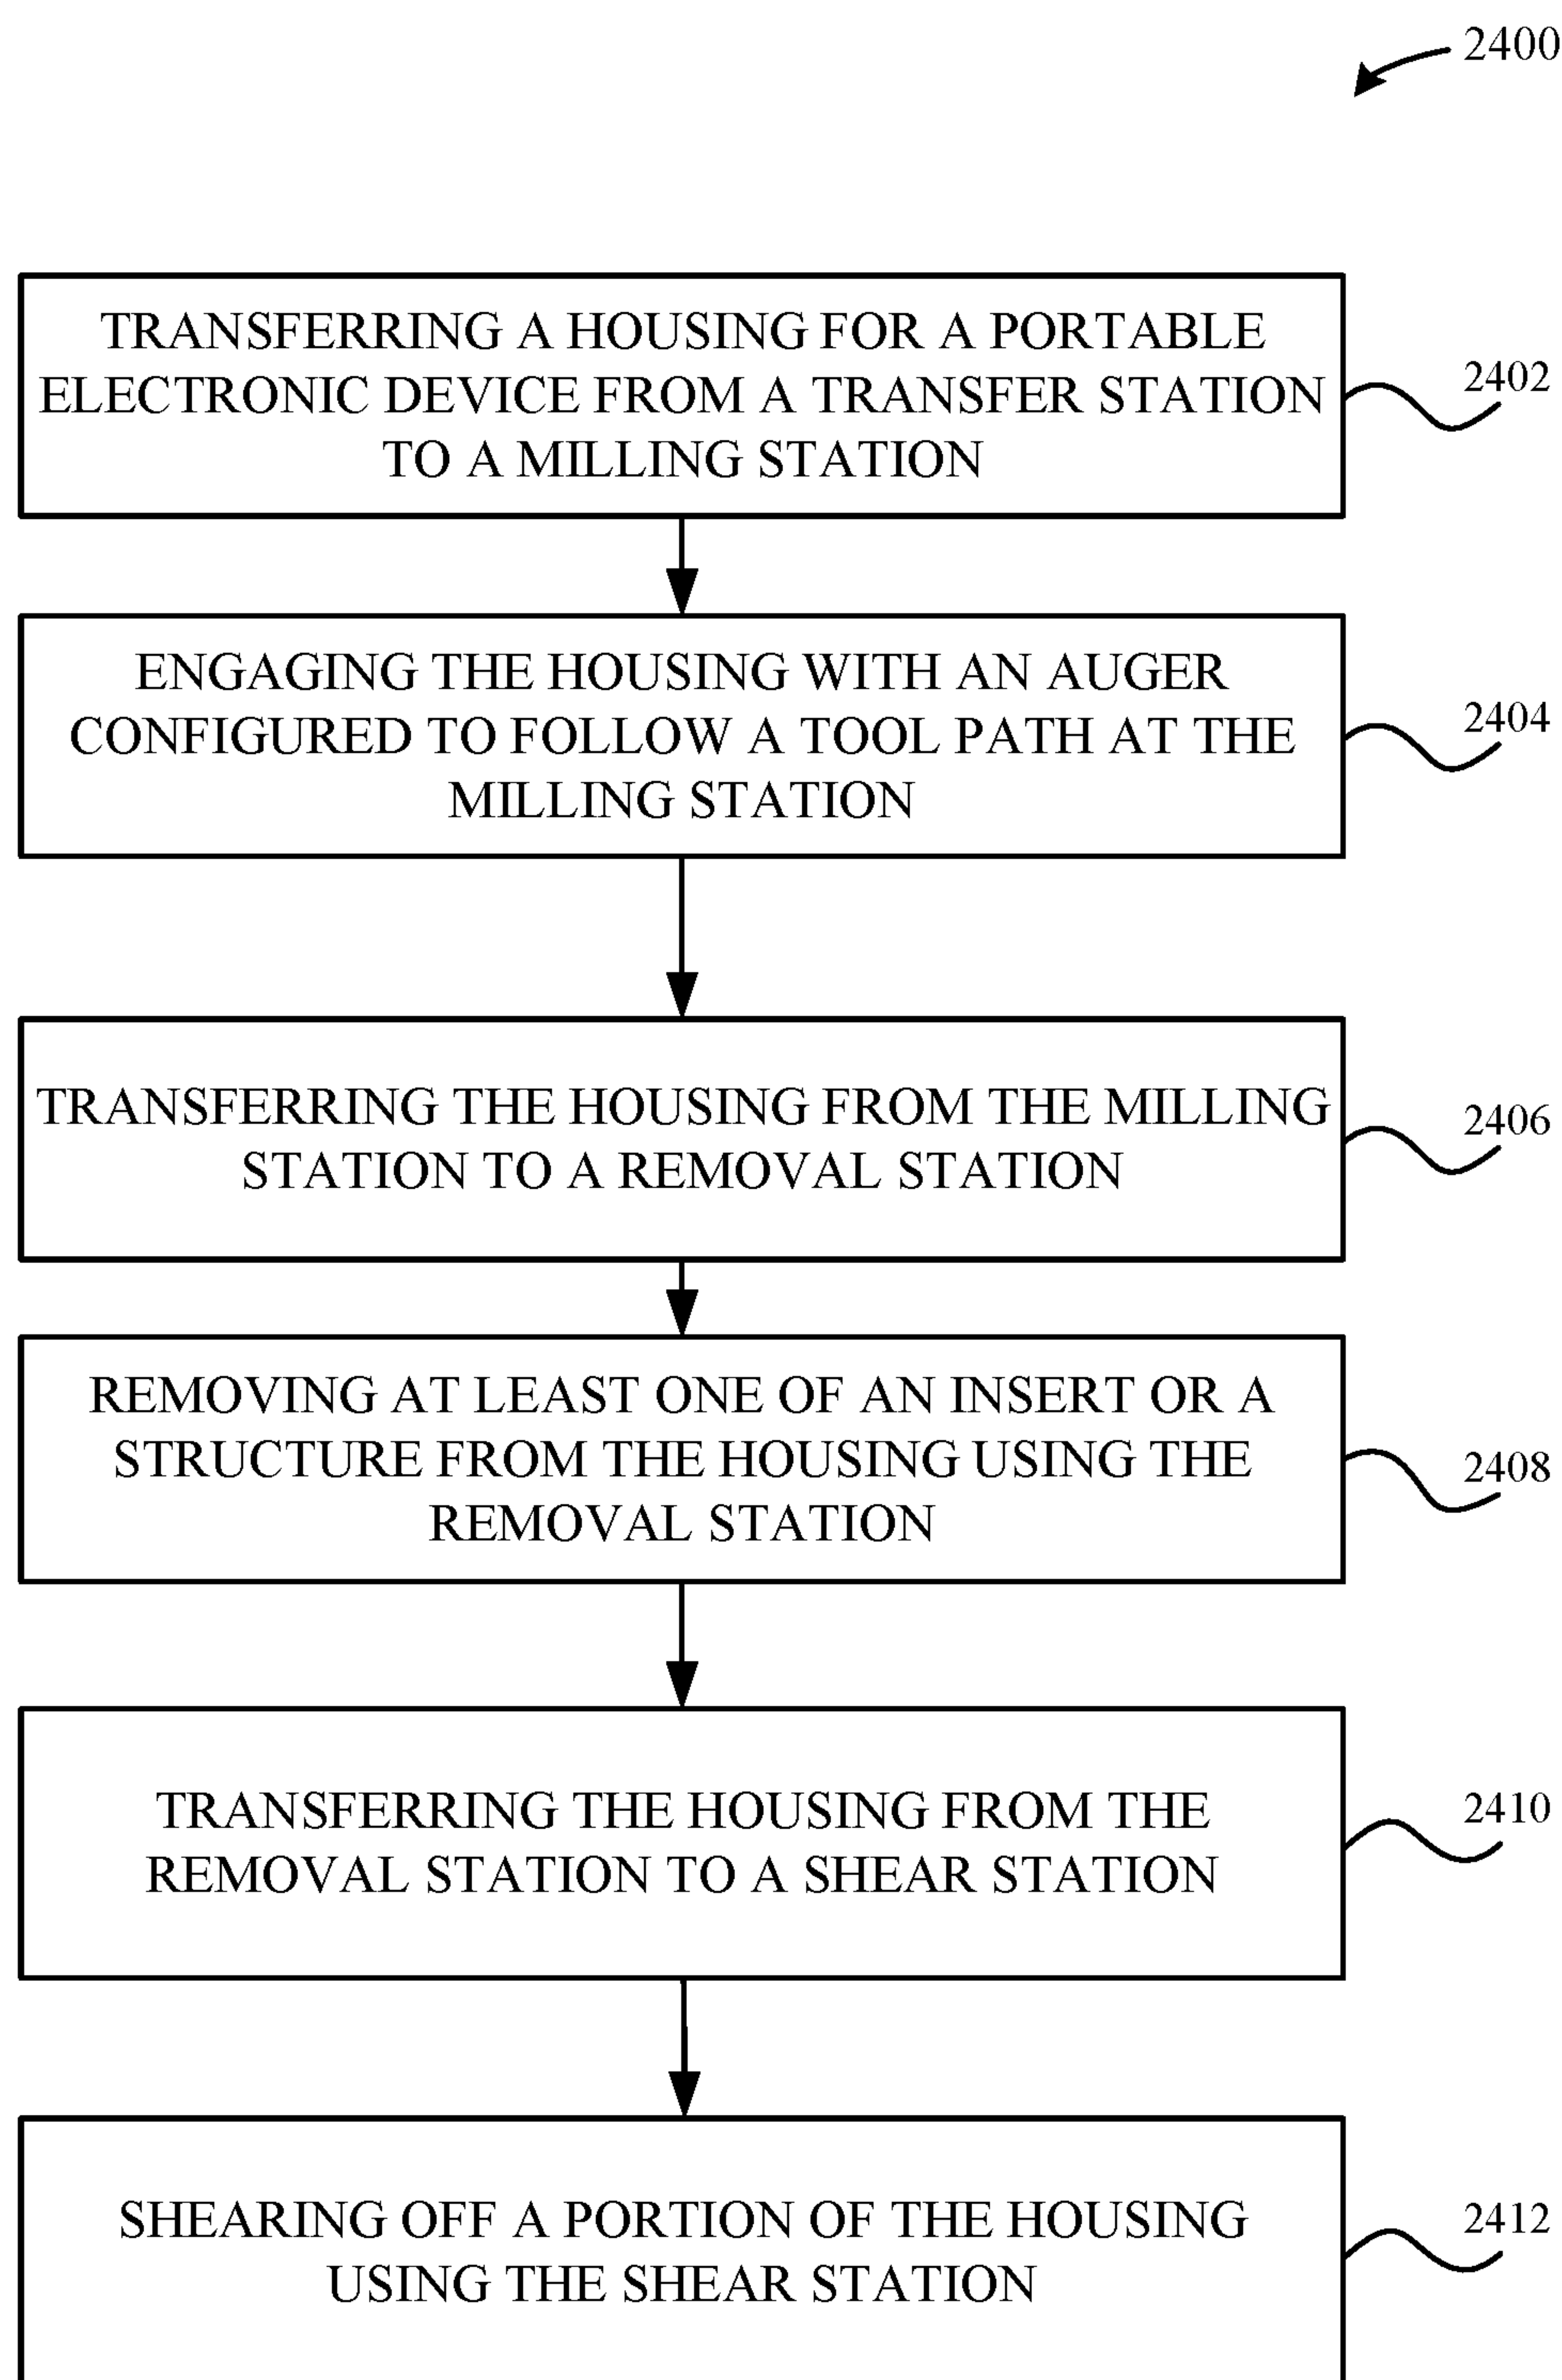 2400
TRANSFERRING A HOUSING FOR A PORTABLE
ELECTRONIC DEVICE FROM A TRANSFER STATION
TO A MILLING STATION
2402
ENGAGING THE HOUSING WITH AN AUGER
CONFIGURED TO FOLLOW A TOOL PATH AT THE
MILLING STATION
2404
TRANSFERRING THE HOUSING FROM THE MILLING
STATION TO A REMOVAL STATION
2406
REMOVING AT LEAST ONE OF AN INSERT OR A
STRUCTURE FROM THE HOUSING USING THE
REMOVAL STATION
2408
TRANSFERRING THE HOUSING FROM THE
REMOVAL STATION TO A SHEAR STATION
2410
SHEARING OFF A PORTION OF THE HOUSING
USING THE SHEAR STATION
2412